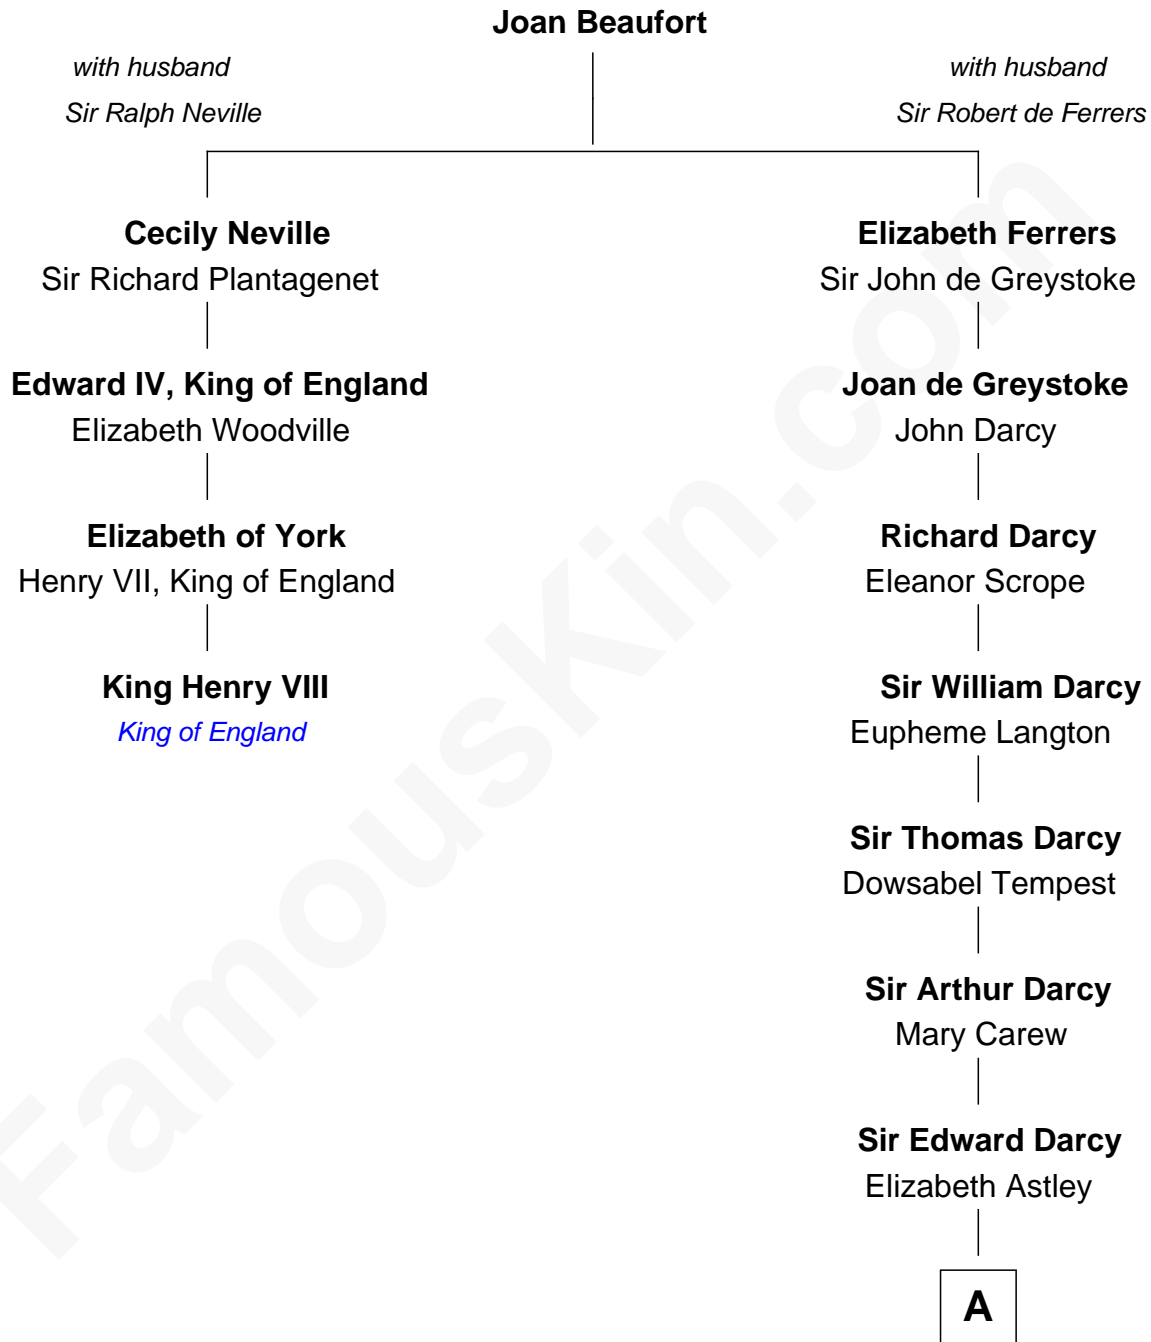 Joan Beaufort
with husband
Sir Ralph Neville
with husband
Sir Robert de Ferrers
Cecily Neville
Sir Richard Plantagenet
Edward IV, King of England
Elizabeth Woodville
Elizabeth of York
Henry VII, King of England
King Henry VIII
King of England
Elizabeth Ferrers
Sir John de Greystoke
Joan de Greystoke
John Darcy
Richard Darcy
Eleanor Scrope
Sir William Darcy
Eupheme Langton
Sir Thomas Darcy
Dowsabel Tempest
Sir Arthur Darcy
Mary Carew
Sir Edward Darcy
Elizabeth Astley
A
FamousKin.com